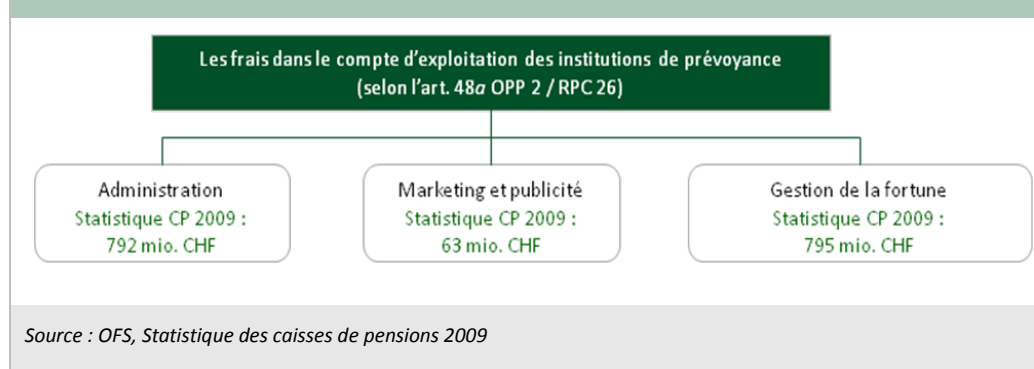 Les frais dans le compte d'exploitation des institutions de prévoyance
(selon l'art. 48a OPP 2 / RPC 26)
Administration
Statistique CP 2009 :
792 mio. CHF
Marketing et publicité
Statistique CP 2009 :
63 mio. CHF
Gestion de la fortune
Statistique CP 2009 :
795 mio. CHF
Source : OFS, Statistique des caisses de pensions 2009